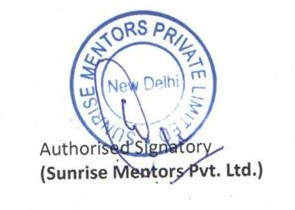 SUNRISE MENTORS PRIVATE LIMITED
New Delhi
Authorised Signatory
(Sunrise Mentors Pvt. Ltd.)